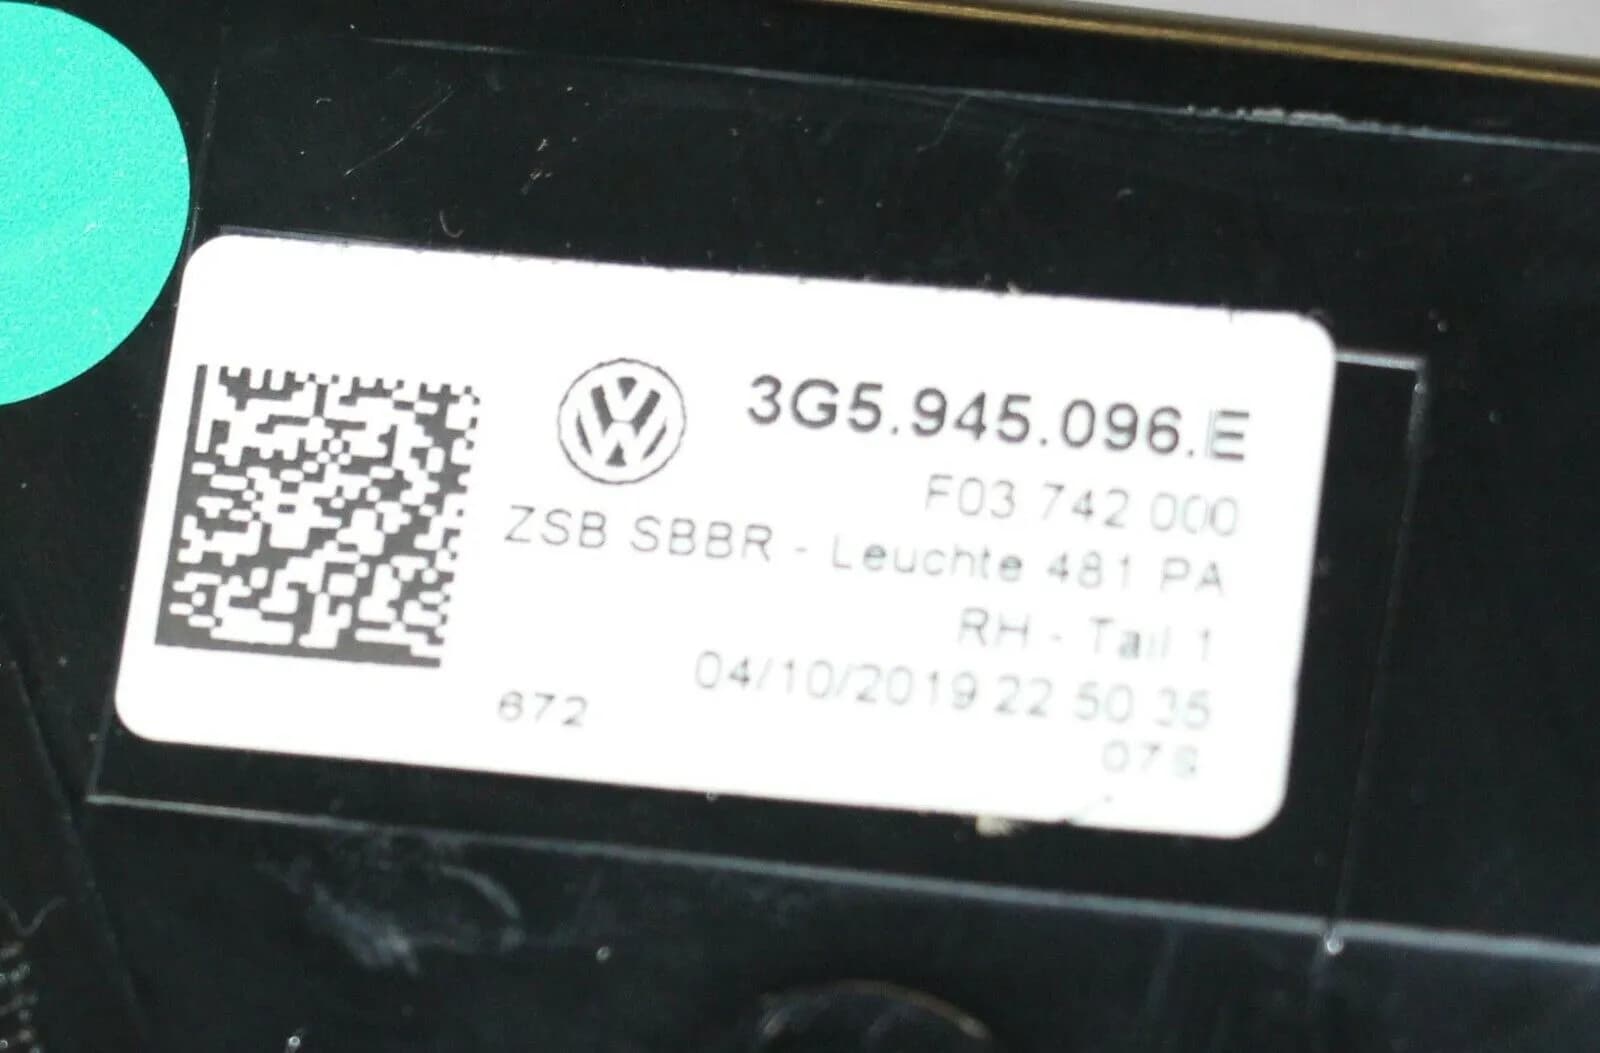 3G5.945.096.E
F03 742 000
ZSB SBBR - Leuchte 481 PA
RH - Tail 1
04/10/2019 22 50 35
672